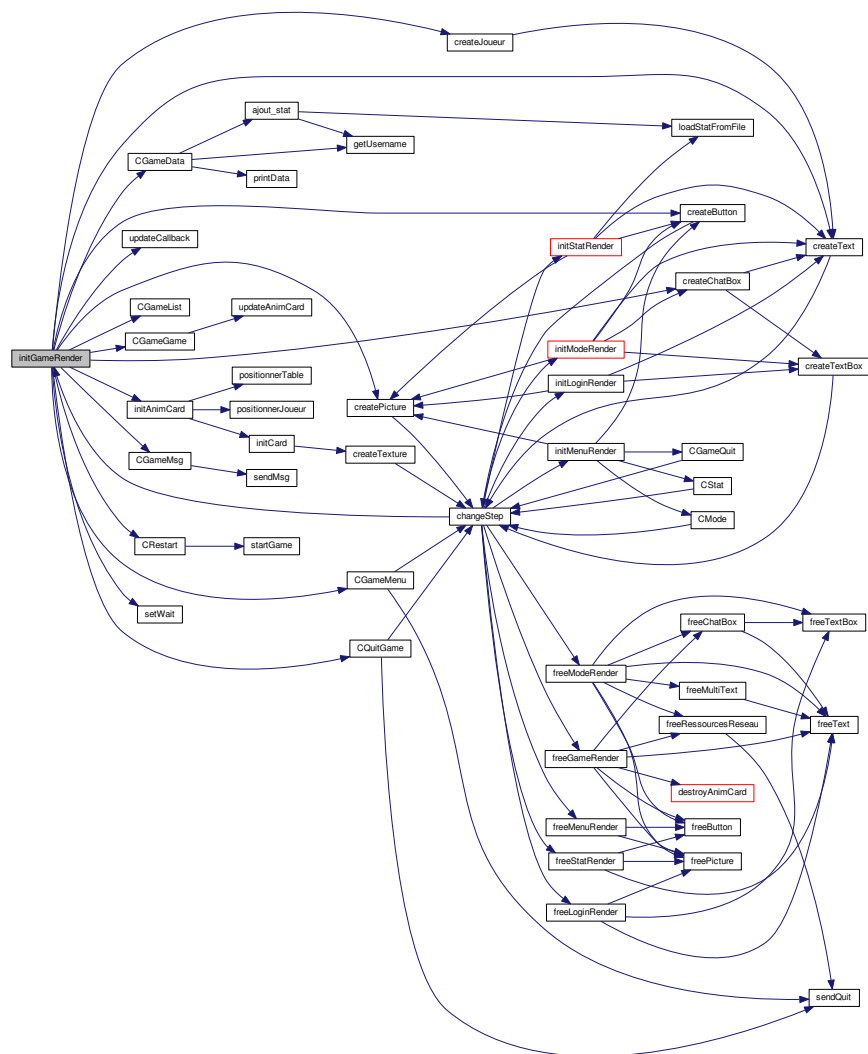 createJoueur
ajout_stat
loadStatFromFile
getUsername
CGameData
printData
createButton
updateCallback
initStatRender
createText
createChatBox
CGameList
updateAnimCard
CGameGame
initModeRender
initGameRender
createTextBox
positionnerTable
initLoginRender
createPicture
initAnimCard
positionnerJoueur
initCard
initMenuRender
CGameQuit
CGameMsg
createTexture
sendMsg
CStat
changeStep
CMode
CRestart
startGame
CGameMenu
setWait
freeChatBox
freeTextBox
CQuitGame
freeModeRender
freeMultiText
freeRessourcesReseau
freeText
freeGameRender
destroyAnimCard
freeMenuRender
freeButton
freeStatRender
freePicture
freeLoginRender
sendQuit